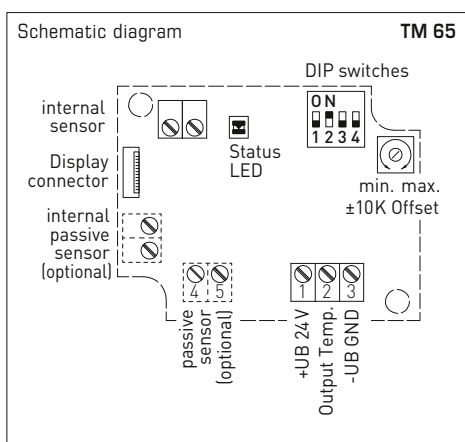 Schematic diagram TM 65
DIP switches
ON
1 2 3 4
internal
sensor
Status
LED
Display
connector
min. max.
±10K Offset
internal
passive
sensor
(optional)
4 5
1 2 3
passive
sensor
(optional)
+UB 24 V
Output Temp.
-UB GND